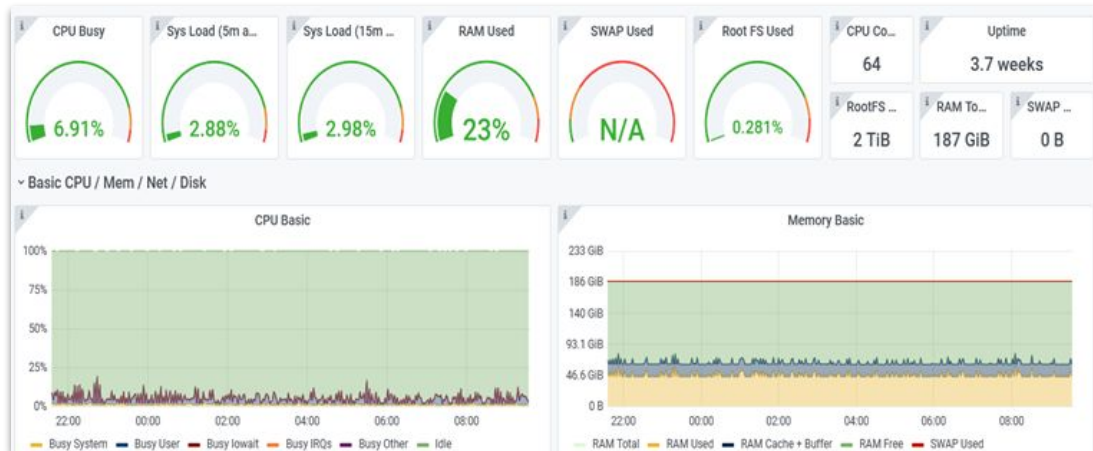 CPU Busy
6.91%
Sys Load (5m a...
2.88%
Sys Load (15m ...
2.98%
RAM Used
23%
SWAP Used
N/A
Root FS Used
0.281%
CPU Co...
64
Uptime
3.7 weeks
RootFS ...
2 TiB
RAM To...
187 GiB
SWAP ...
0 B
Basic CPU / Mem / Net / Disk
CPU Basic
100%
75%
50%
25%
0%
22:00 00:00 02:00 04:00 06:00 08:00
Busy System Busy User Busy Iowait Busy IRQs Busy Other Idle
Memory Basic
233 GiB
186 GiB
140 GiB
93.1 GiB
46.6 GiB
0 B
22:00 00:00 02:00 04:00 06:00 08:00
RAM Total RAM Used RAM Cache + Buffer RAM Free SWAP Used